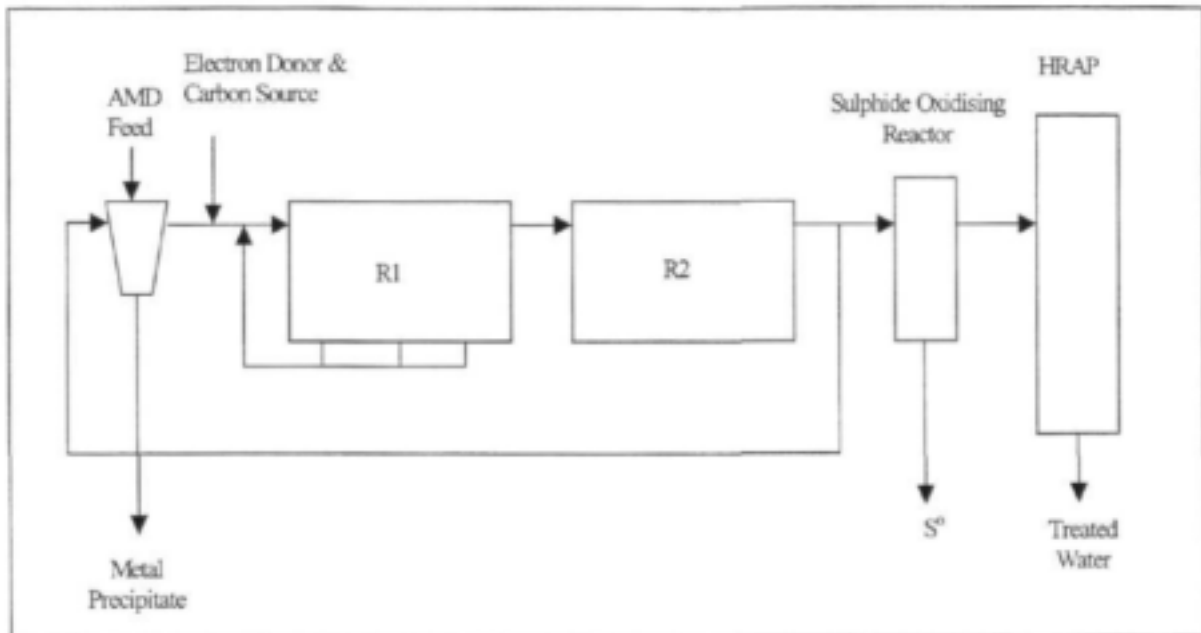 Electron Donor &
Carbon Source
AMD
Feed
HRAP
Sulphide Oxidising
Reactor
R1
R2
S°
Treated
Water
Metal
Precipitate